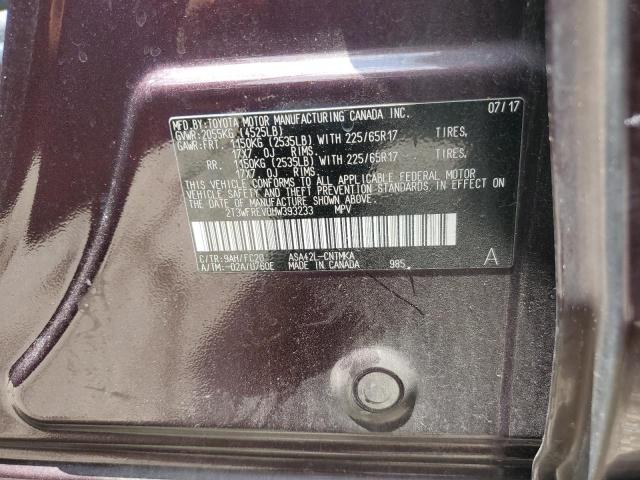 MFD BY:TOYOTA MOTOR MANUFACTURING CANADA INC. 07/17
GVWR:2055KG (4525LB)
GAWR:FRT. 1150KG (2535LB) WITH 225/65R17 TIRES,
17X7.0J RIMS.
RR. 1150KG (2535LB) WITH 225/65R17 TIRES,
17X7.0J RIMS.
THIS VEHICLE CONFORMS TO ALL APPLICABLE FEDERAL MOTOR
VEHICLE SAFETY AND THEFT PREVENTION STANDARDS IN EFFECT
ON THE DATE OF MANUFACTURE SHOWN ABOVE.
2T3WFREV0HW393233 MPV
C/TR:9AH/FC20 ASA42L-CNTMKA
A/TM:-02A/U760E MADE IN CANADA 985 A